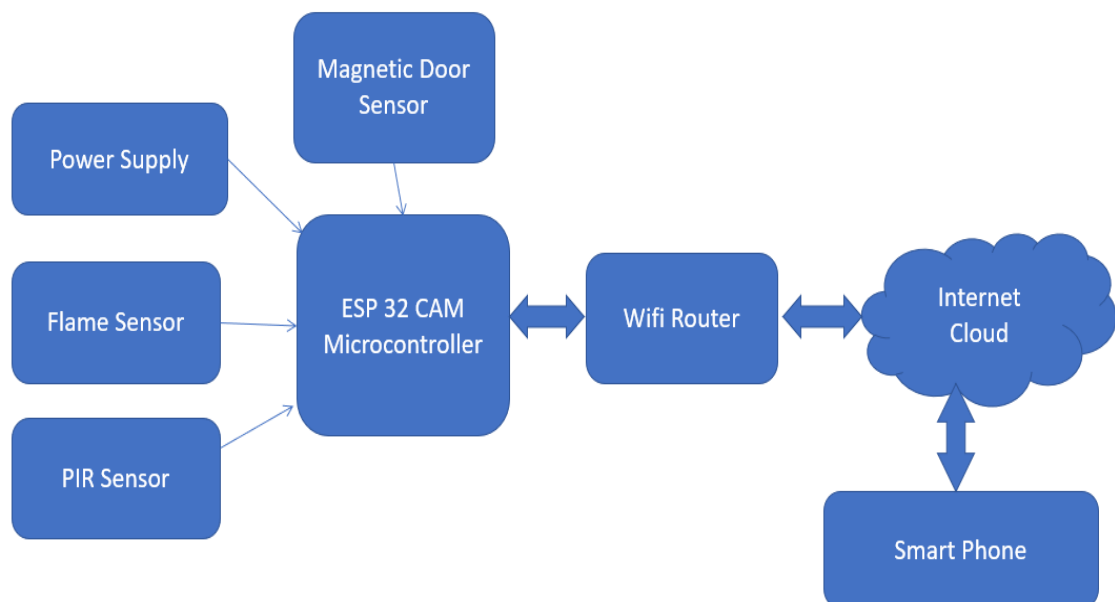 Magnetic Door
Sensor
Power Supply
Flame Sensor
PIR Sensor
ESP 32 CAM
Microcontroller
Wifi Router
Internet
Cloud
Smart Phone